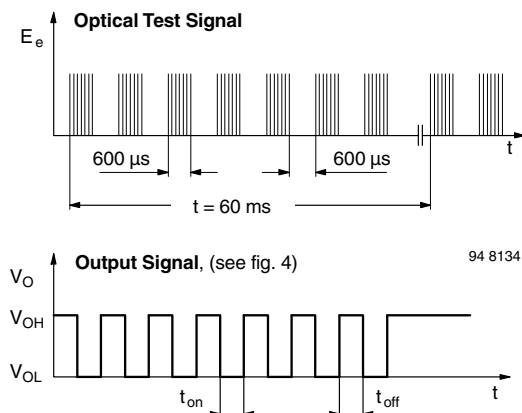 Optical Test Signal
E e
t
600 µs
600 µs
t = 60 ms
94 8134
Output Signal, (see fig. 4)
VO
VOH
VOL
ton
toff
t